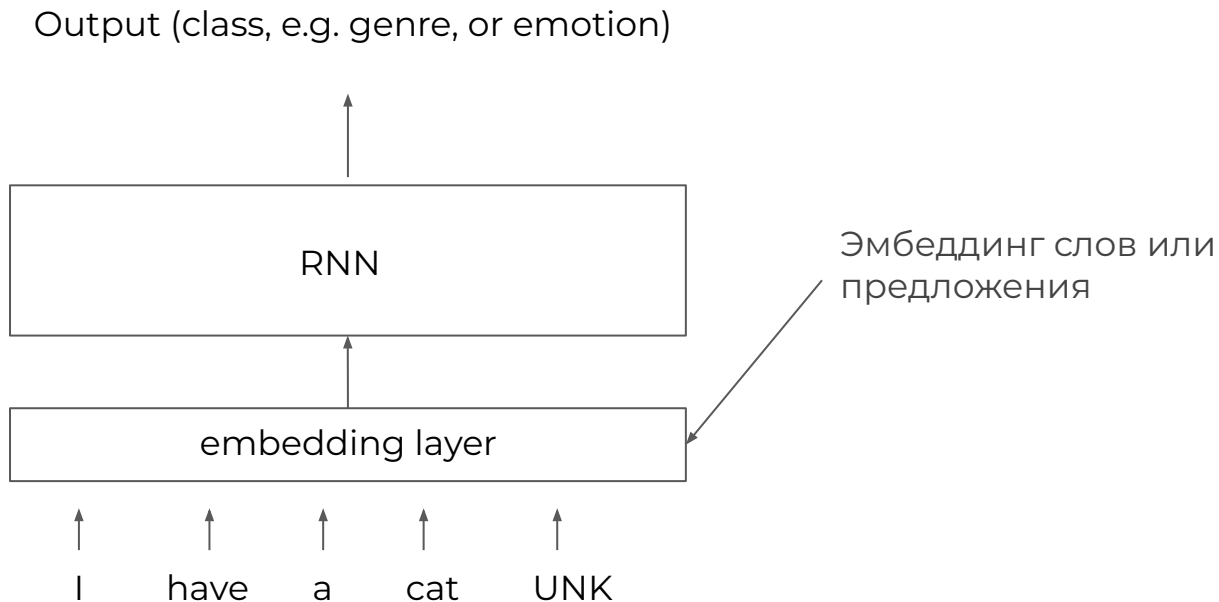 Output (class, e.g. genre, or emotion)
RNN
Эмбеддинг слов или
предложения
embedding layer
I have a cat UNK